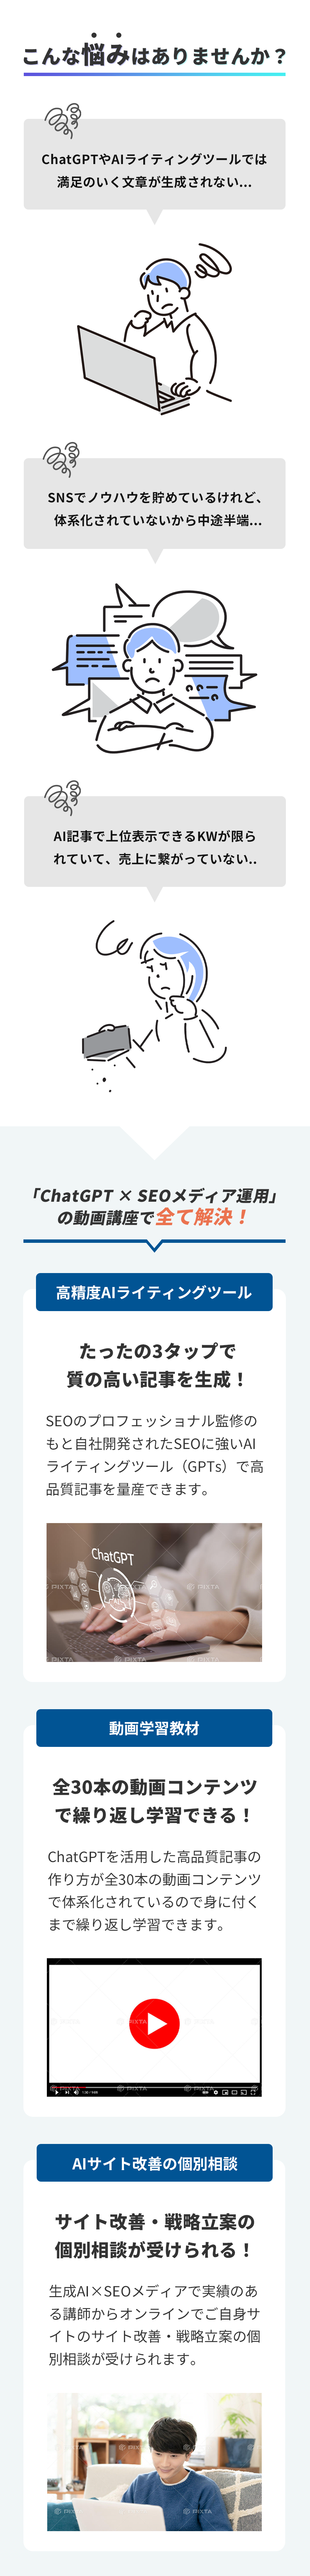 こんな悩みはありませんか？
ChatGPTやAIライティングツールでは
満足のいく文章が生成されない...
SNSでノウハウを貯めているけれど、
体系化されていないから中途半端...
AI記事で上位表示できるKWが限ら
れていて、売上に繋がっていない..
「ChatGPT × SEOメディア運用」
の動画講座で全て解決！
高精度AIライティングツール
たったの3タップで
質の高い記事を生成！
SEOのプロフェッショナル監修の
もと自社開発されたSEOに強いAI
ライティングツール（GPTs）で高
品質記事を量産できます。
ChatGPT
PIXTA
PIXTA
PIXTA
PIXTA
PIXTA
PIXTA
動画学習教材
全30本の動画コンテンツ
で繰り返し学習できる！
ChatGPTを活用した高品質記事の
作り方が全30本の動画コンテンツ
で体系化されているので身に付く
まで繰り返し学習できます。
PIXTA
PIXTA
PIXTA
PIXTA
AIサイト改善の個別相談
サイト改善・戦略立案の
個別相談が受けられる！
生成AI×SEOメディアで実績のあ
る講師からオンラインでご自身サ
イトのサイト改善・戦略立案の個
別相談が受けられます。
PIXTA
PIXTA
PIXTA